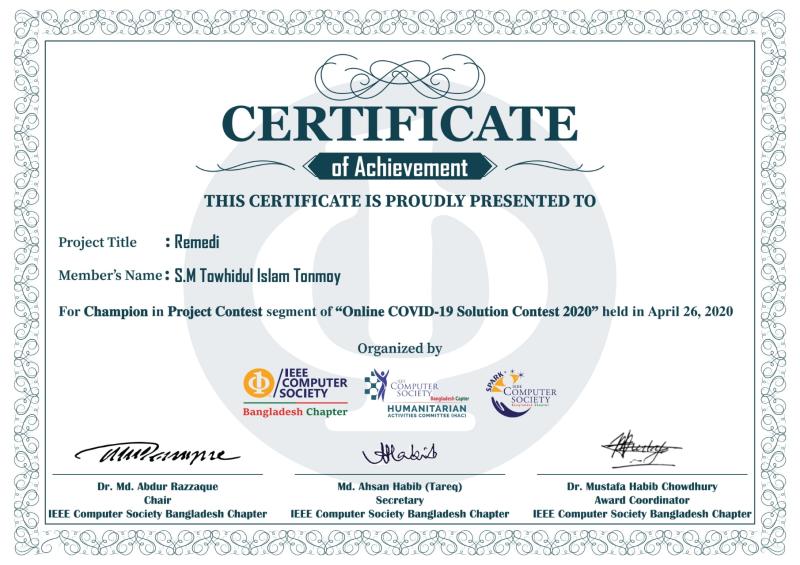 CERTIFICATE
of Achievement
THIS CERTIFICATE IS PROUDLY PRESENTED TO
Project Title : Remedi
Member's Name : S.M Towhidul Islam Tonmoy
For Champion in Project Contest segment of “Online COVID-19 Solution Contest 2020” held in April 26, 2020
Organized by
IEEE
COMPUTER
SOCIETY
Bangladesh Chapter
IEEE
COMPUTER
SOCIETY
Bangladesh Capter
HUMANITARIAN
ACTIVITIES COMMITTEE (HAC)
SPARK
IEEE
COMPUTER
SOCIETY
Bangladesh Chapter
Dr. Md. Abdur Razzaque
Chair
IEEE Computer Society Bangladesh Chapter
Md. Ahsan Habib (Tareq)
Secretary
IEEE Computer Society Bangladesh Chapter
Dr. Mustafa Habib Chowdhury
Award Coordinator
IEEE Computer Society Bangladesh Chapter